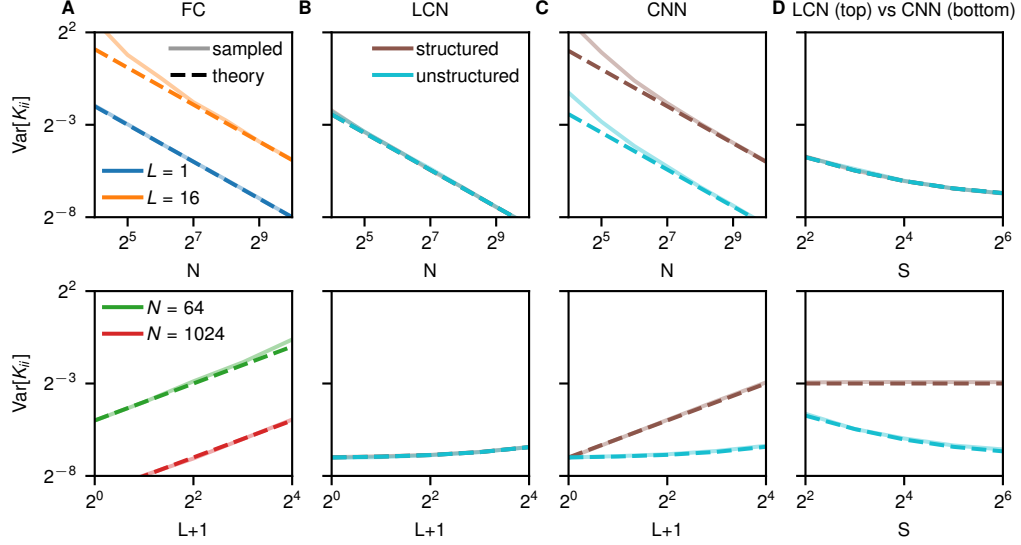 A FC B LCN C CNN D LCN (top) vs CNN (bottom)
Var[K_ii]
2^2
2^-3
2^-8
sampled
theory
L = 1
L = 16
2^5 2^7 2^9
N
2^5 2^7 2^9
N
structured
unstructured
2^5 2^7 2^9
N
2^2 2^4 2^6
S
Var[K_ii]
2^2
2^-3
2^-8
N = 64
N = 1024
2^0 2^2 2^4
L+1
2^0 2^2 2^4
L+1
2^0 2^2 2^4
L+1
2^2 2^4 2^6
S